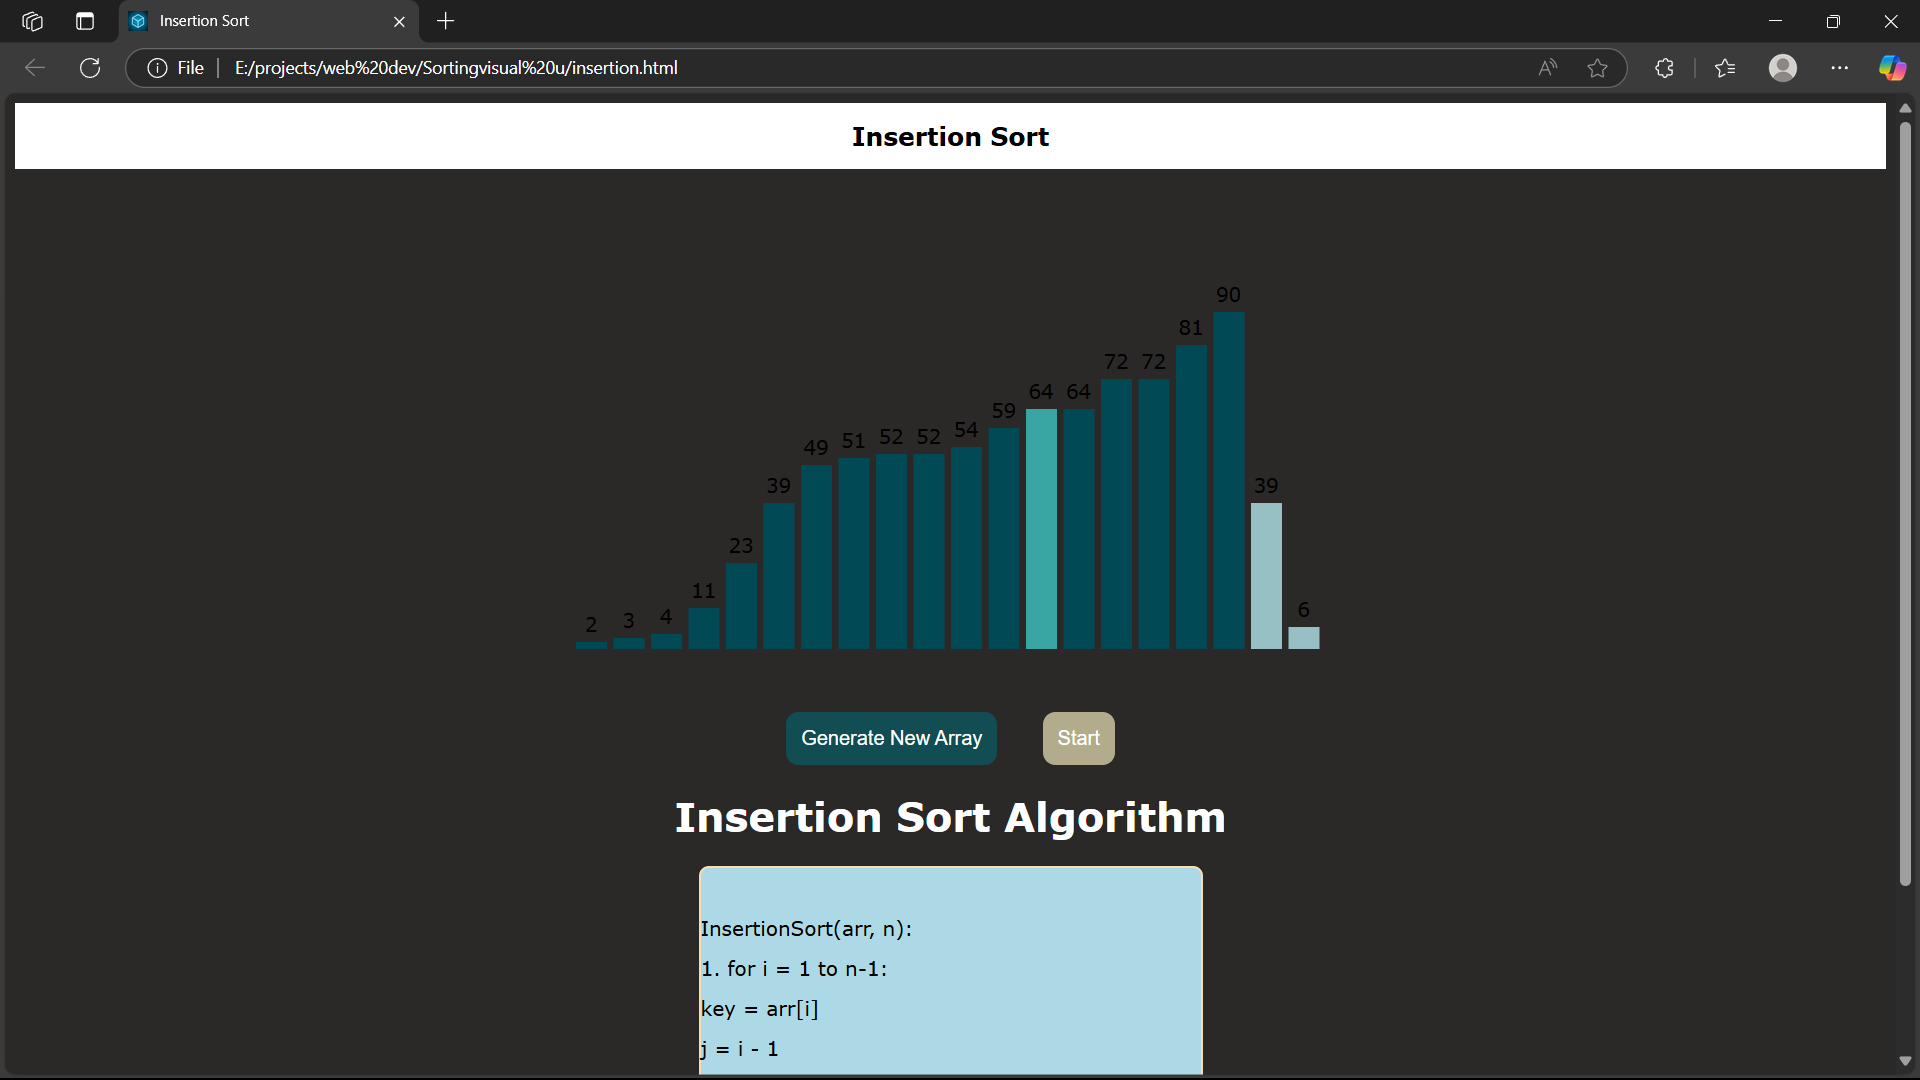 Insertion Sort
File E:/projects/web%20dev/Sortingvisual%20u/insertion.html
Insertion Sort
2 3 4 11 23 39 49 51 52 52 54 59 64 64 72 72 81 90 39 6
Generate New Array Start
Insertion Sort Algorithm
InsertionSort(arr, n):
1. for i = 1 to n-1:
key = arr[i]
j = i - 1